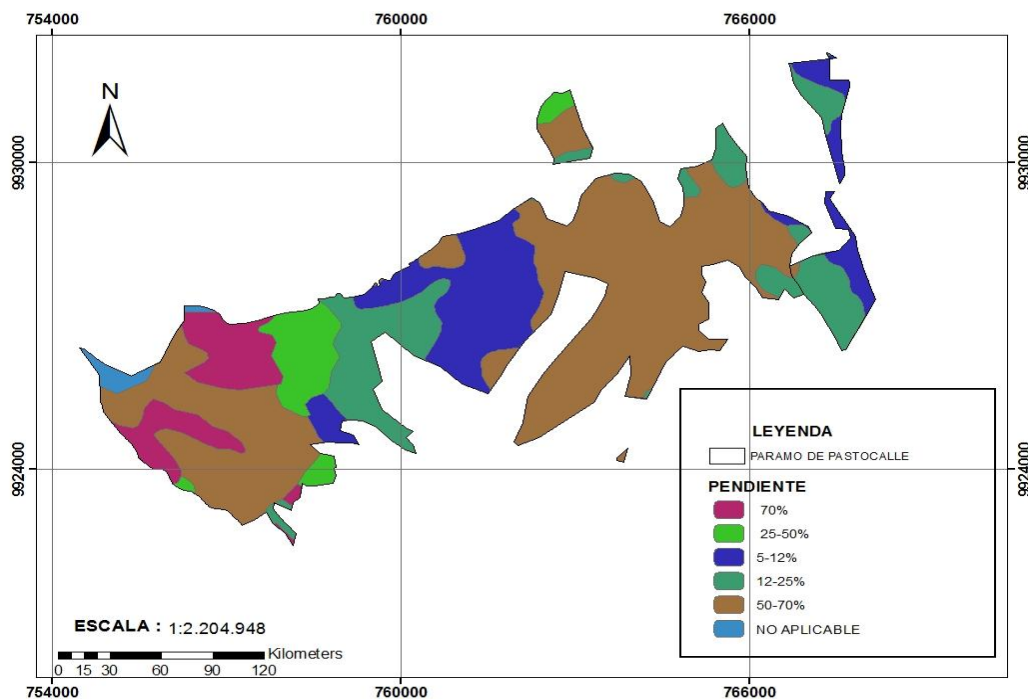 754000 760000 766000
N
9930000 9930000
9924000 9924000
LEYENDA
PARAMO DE PASTOCALLE
PENDIENTE
70%
25-50%
5-12%
12-25%
50-70%
NO APLICABLE
ESCALA : 1:2.204.948
Kilometers
0 15 30 60 90 120
754000 760000 766000